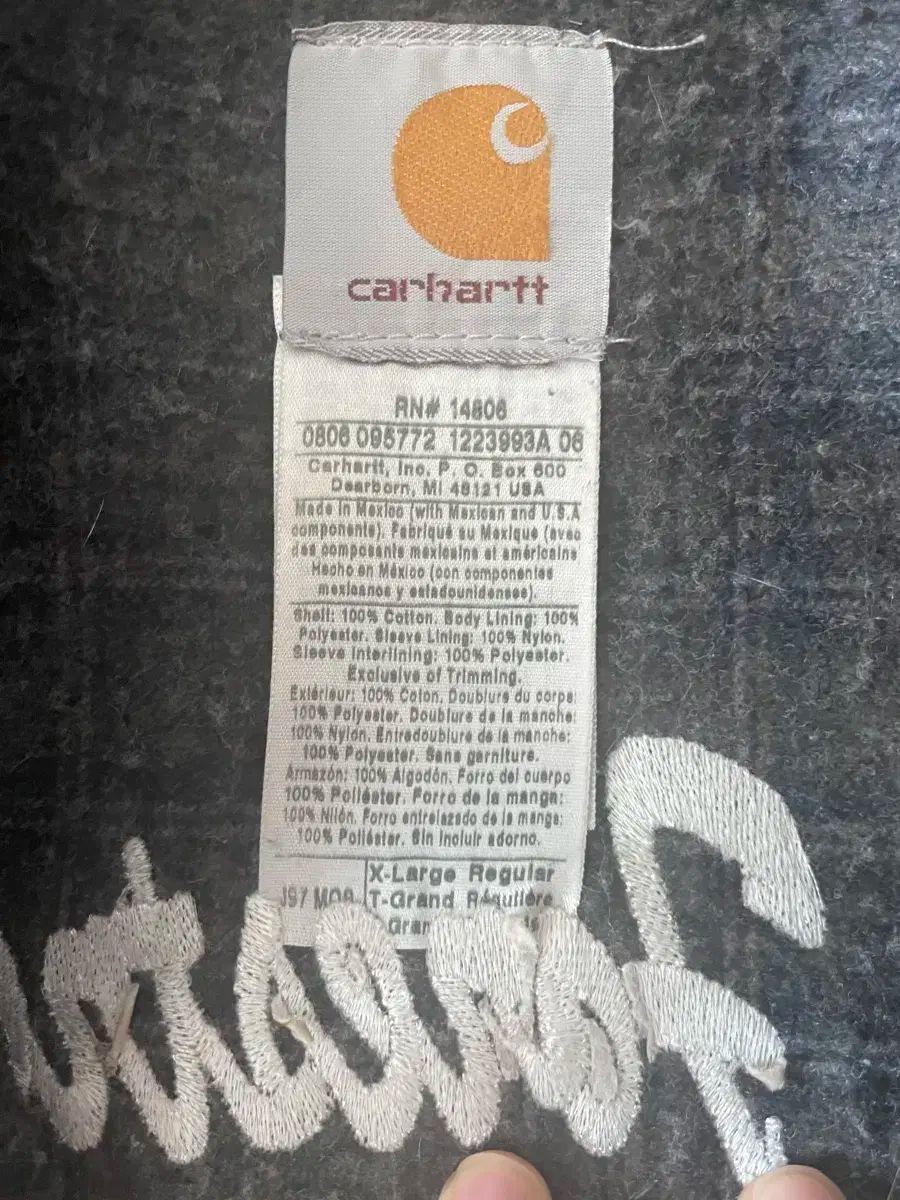 carhartt
RN# 14806
0806 095772 1223993A 06
Carhartt, Inc. P. O. Box 600
Dearborn, MI 48121 USA
Made in Mexico (with Mexican and U.S.A
components). Fabriqué au Mexique (avec
des composants mexicains et américains
Hecho en México (con componentes
mexicanos y estadounidenses).
Shell: 100% Cotton. Body Lining: 100%
Polyester. Sleeve Lining: 100% Nylon.
Sleeve Interlining: 100% Polyester.
Exclusive of Trimming.
Extérieur: 100% Coton. Doublure du corps:
100% Polyester. Doublure de la manche:
100% Nylon. Entredoublure de la manche:
100% Polyester. Sans garniture.
Armazón: 100% Algodón. Forro del cuerpo
100% Poliéster. Forro de la manga:
100% Nilón. Forro entrelazado de la manga:
100% Poliéster. Sin incluir adorno.
X-Large Regular
J97 T-Grand Régulière